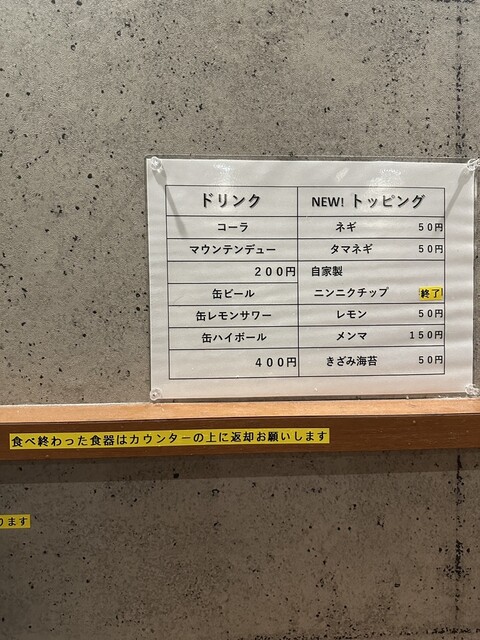 ドリンク
コーラ
マウンテンデュー
200円
缶ビール
缶レモンサワー
缶ハイボール
400円
NEW! トッピング
ネギ 50円
タマネギ 50円
自家製
ニンニクチップ 終了
レモン 50円
メンマ 150円
きざみ海苔 50円
食べ終わった食器はカウンターの上に返却お願いします
ります